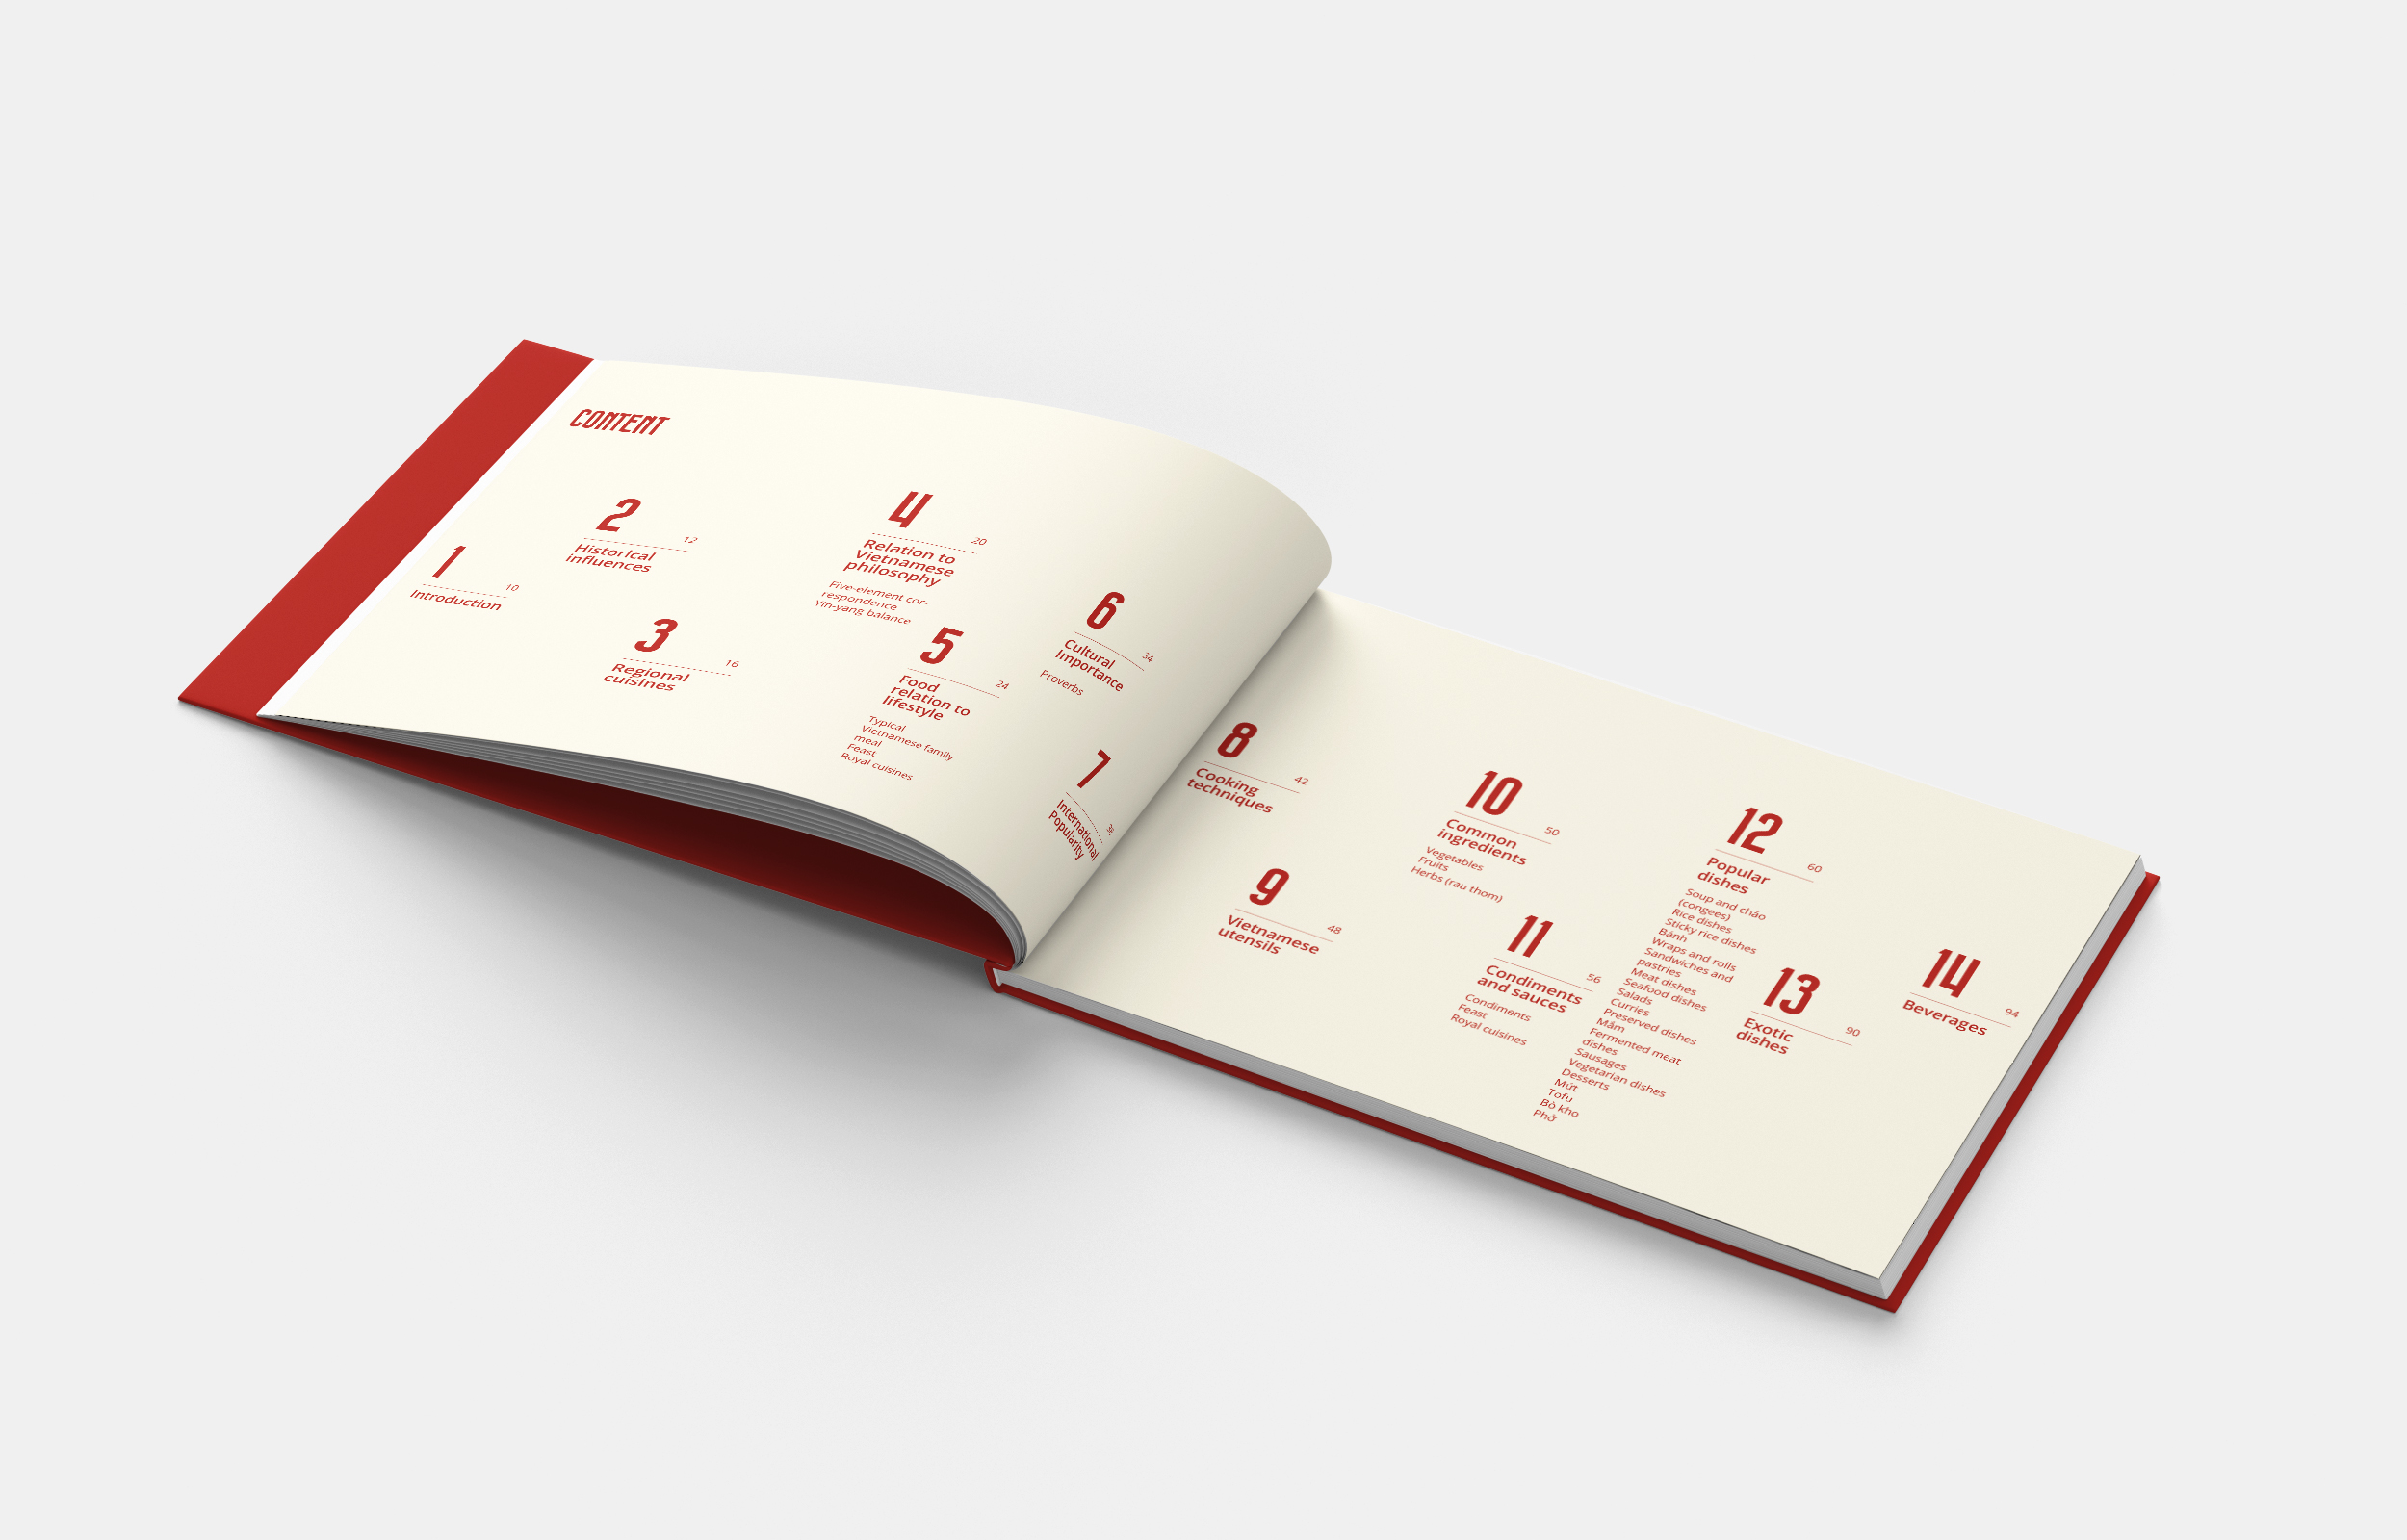 CONTENT
1
10
Introduction
2
12
Historical
influences
3
16
Regional
cuisines
4
20
Relation to
Vietnamese
philosophy
Five-element cor-
respondence
Yin-yang balance
5
24
Food
relation to
lifestyle
Typical
Vietnamese family
meal
Feast
Royal cuisines
6
34
Cultural
Importance
Proverbs
7
International
Popularity
8
42
Cooking
techniques
9
48
Vietnamese
utensils
10
50
Common
ingredients
Vegetables
Fruits
Herbs (rau thom)
11
56
Condiments
and sauces
Condiments
Feast
Royal cuisines
12
60
Popular
dishes
Soup and cháo
(congees)
Rice dishes
Sticky rice dishes
Bánh
Wraps and rolls
Sandwiches and
pastries
Meat dishes
Seafood dishes
Salads
Curries
Preserved dishes
Mắm
Fermented meat
dishes
Sausages
Vegetarian dishes
Desserts
Mứt
Tofu
Bò kho
Phở
13
90
Exotic
dishes
14
94
Beverages